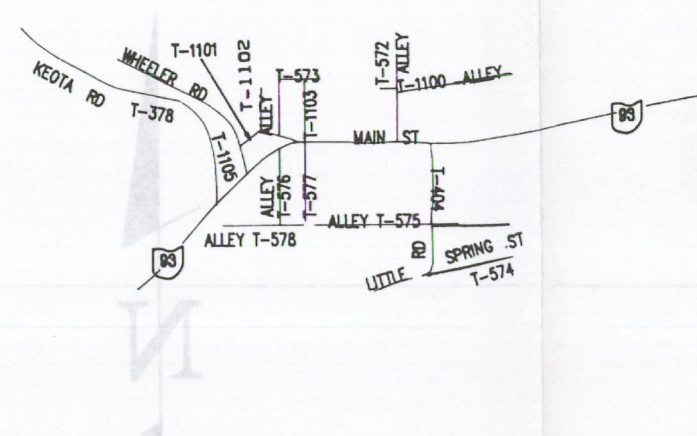 T-1101
T-1102
T-572
ALLEY
WHEELER RD
T-573
T-1100 ALLEY
KEOTA RD
T-378
ALLEY
T-1103
93
MAIN ST
T-1105
ALLEY
T-576
T-577
T-404
ALLEY T-575
ALLEY T-578
RD
SPRING ST
93
LITTLE
T-574
N